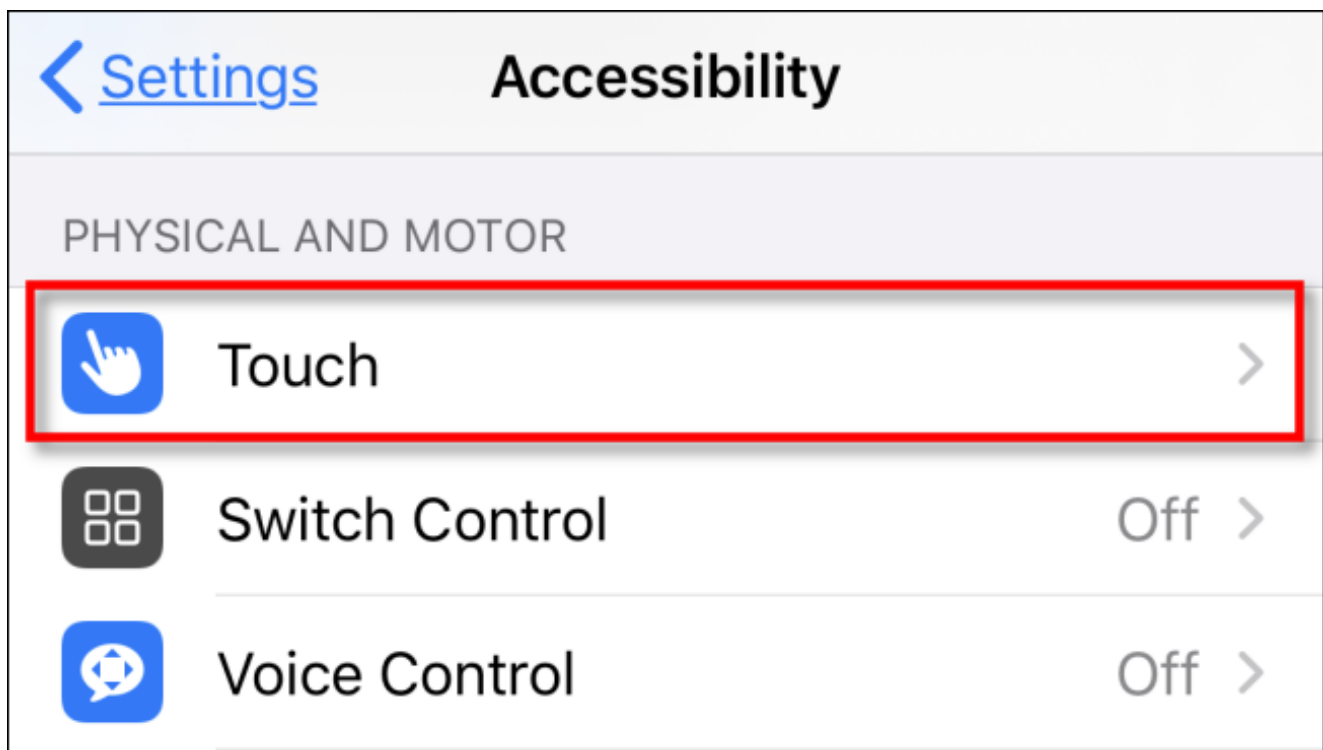 Settings Accessibility
PHYSICAL AND MOTOR
Touch
Switch Control Off
Voice Control Off